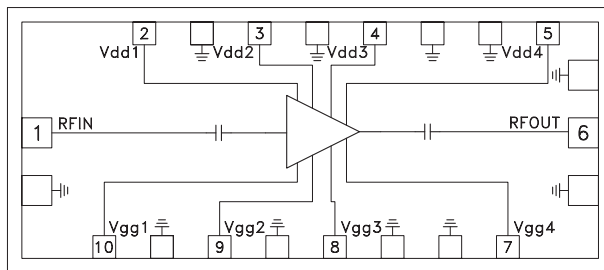 2 3 4 5
Vdd1 Vdd2 Vdd3 Vdd4
1 RFIN RFOUT 6
Vgg1 Vgg2 Vgg3 Vgg4
10 9 8 7